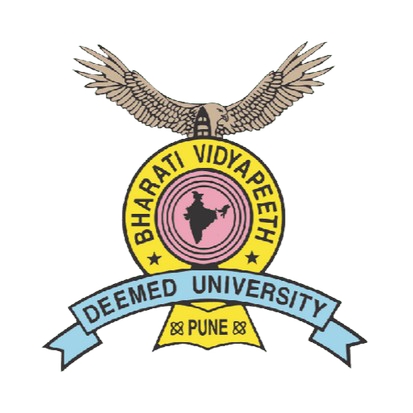 BHARATI VIDYAPEETH
DEEMED UNIVERSITY
PUNE